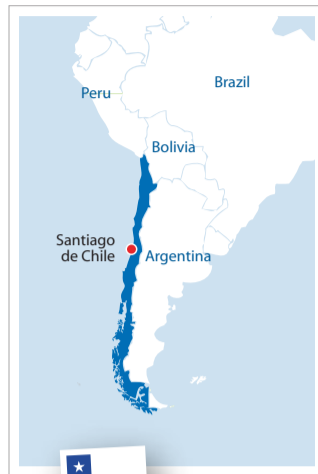 Brazil
Peru
Bolivia
Santiago
de Chile
Argentina